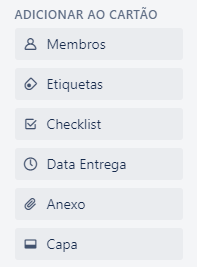 ADICIONAR AO CARTÃO
Membros
Etiquetas
Checklist
Data Entrega
Anexo
Capa